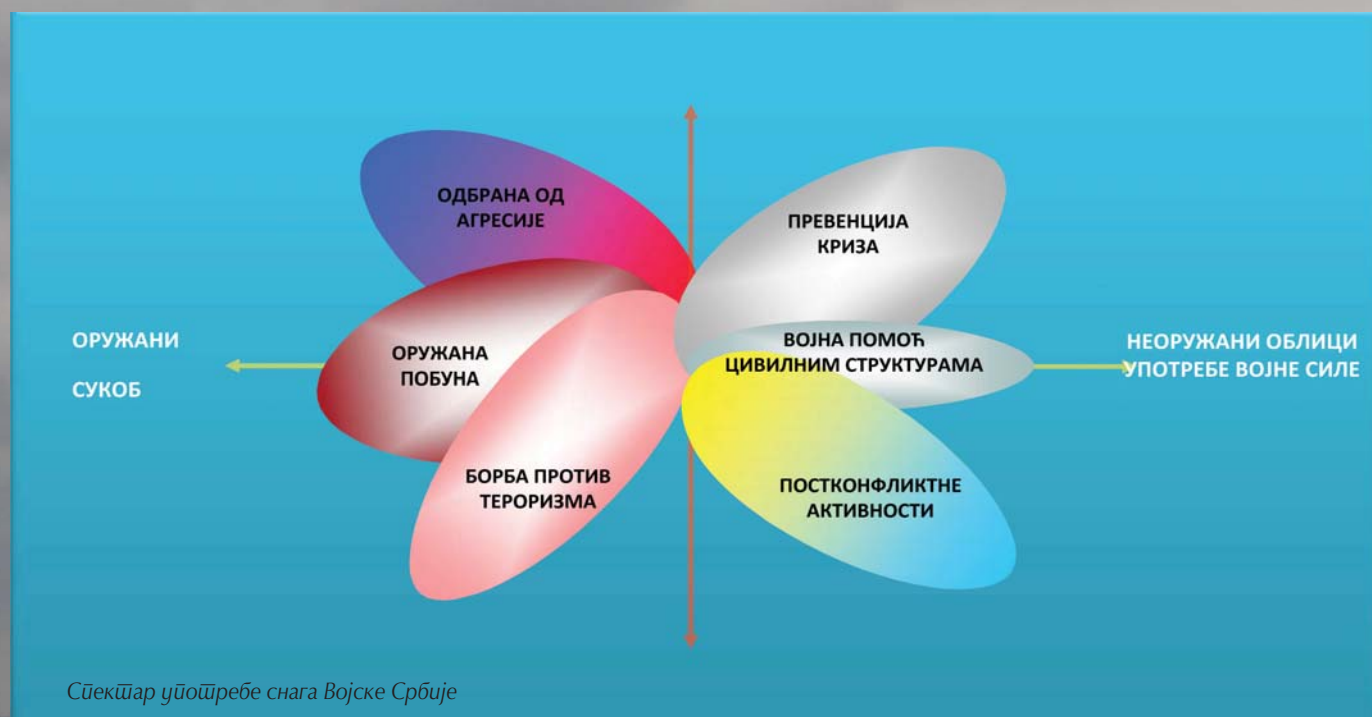 ОДБРАНА ОД
АГРЕСИЈЕ
ПРЕВЕНЦИЈА
КРИЗА
ОРУЖАНИ
СУКОБ
ОРУЖАНА
ПОБУНА
ВОЈНА ПОМОЋ
ЦИВИЛНИМ СТРУКТУРАМА
НЕОРУЖАНИ ОБЛИЦИ
УПОТРЕБЕ ВОЈНЕ СИЛЕ
БОРБА ПРОТИВ
ТЕРОРИЗМА
ПОСТКОНФЛИКТНЕ
АКТИВНОСТИ
Спектар употребе снага Војске Србије